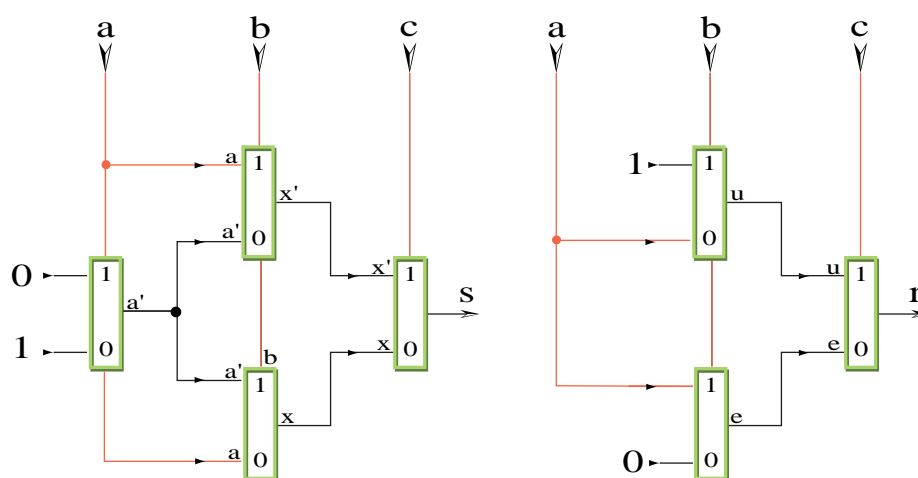 a b c a b c
a 1 1 1
x' u
a' 0 0
0 1 x' 1 s u 1 r
a'
1 0 b x 0 e 0
a' 1 1
x e
a 0 0 0